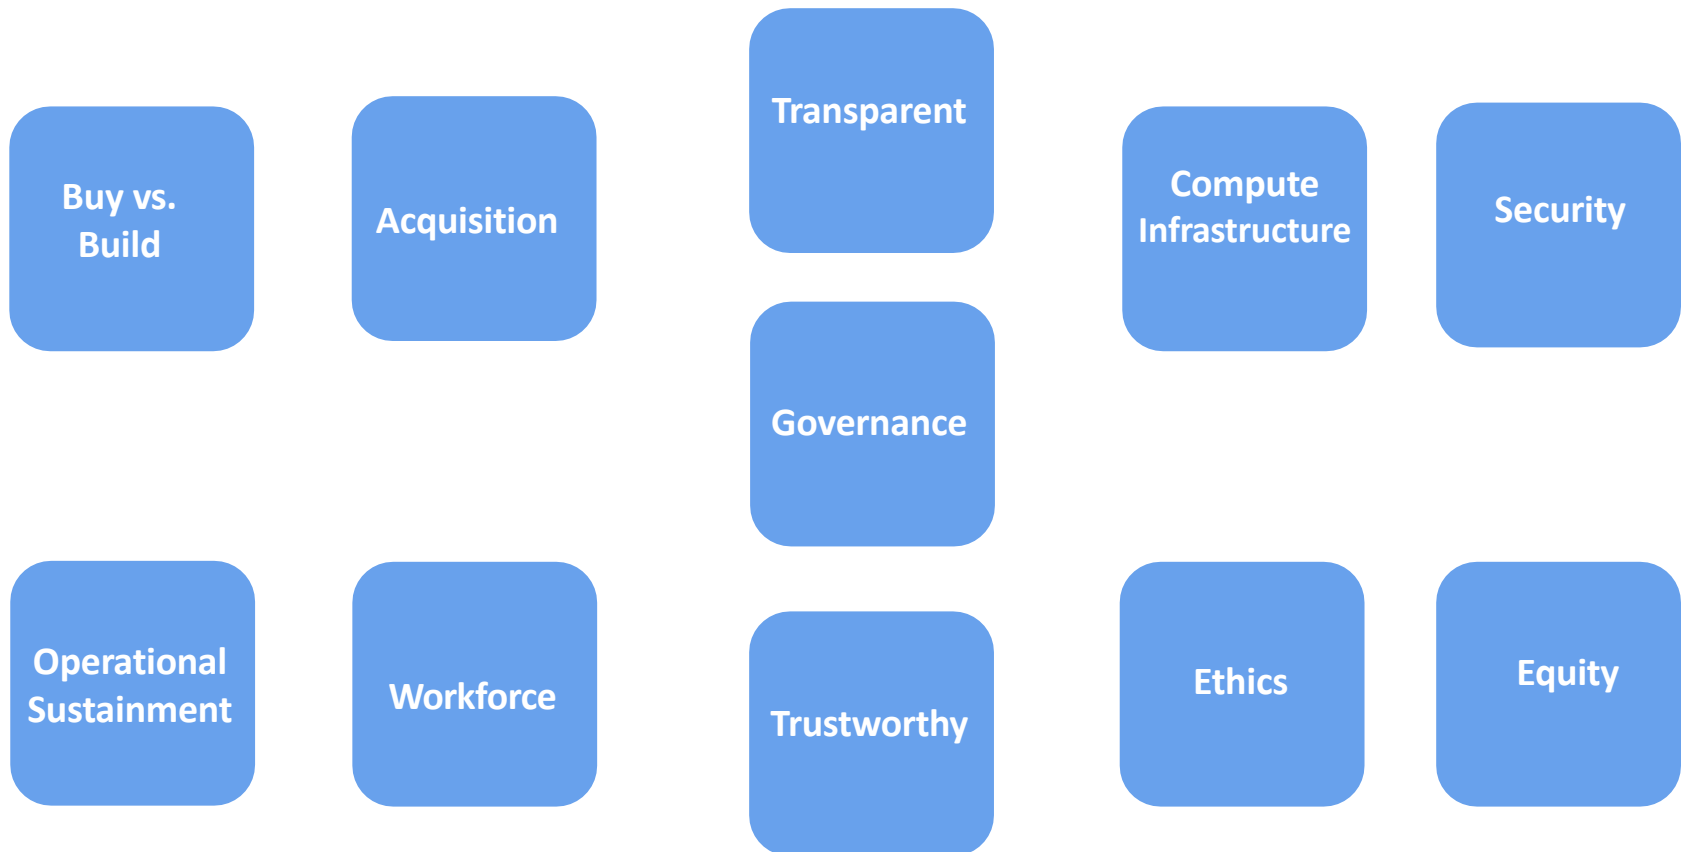 Transparent
Buy vs.
Build
Acquisition
Compute
Infrastructure
Security
Governance
Operational
Sustainment
Workforce
Trustworthy
Ethics
Equity